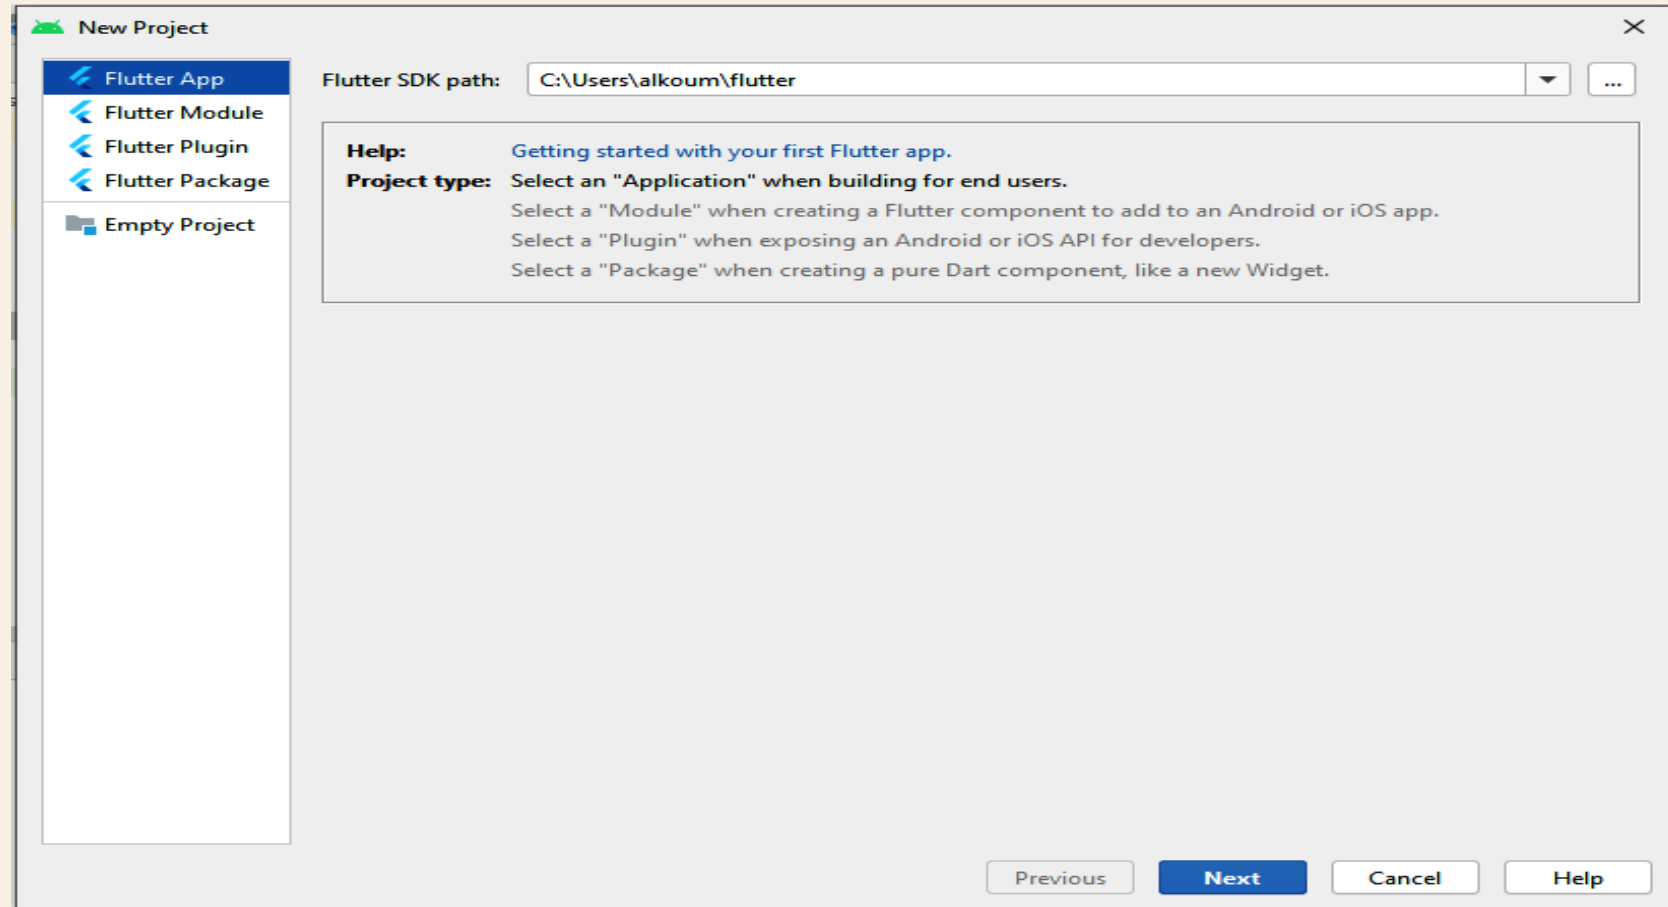 New Project
Flutter App
Flutter Module
Flutter Plugin
Flutter Package
Empty Project
Flutter SDK path: C:\Users\alkoum\flutter ...
Help: Getting started with your first Flutter app.
Project type: Select an "Application" when building for end users.
Select a "Module" when creating a Flutter component to add to an Android or iOS app.
Select a "Plugin" when exposing an Android or iOS API for developers.
Select a "Package" when creating a pure Dart component, like a new Widget.
Previous Next Cancel Help